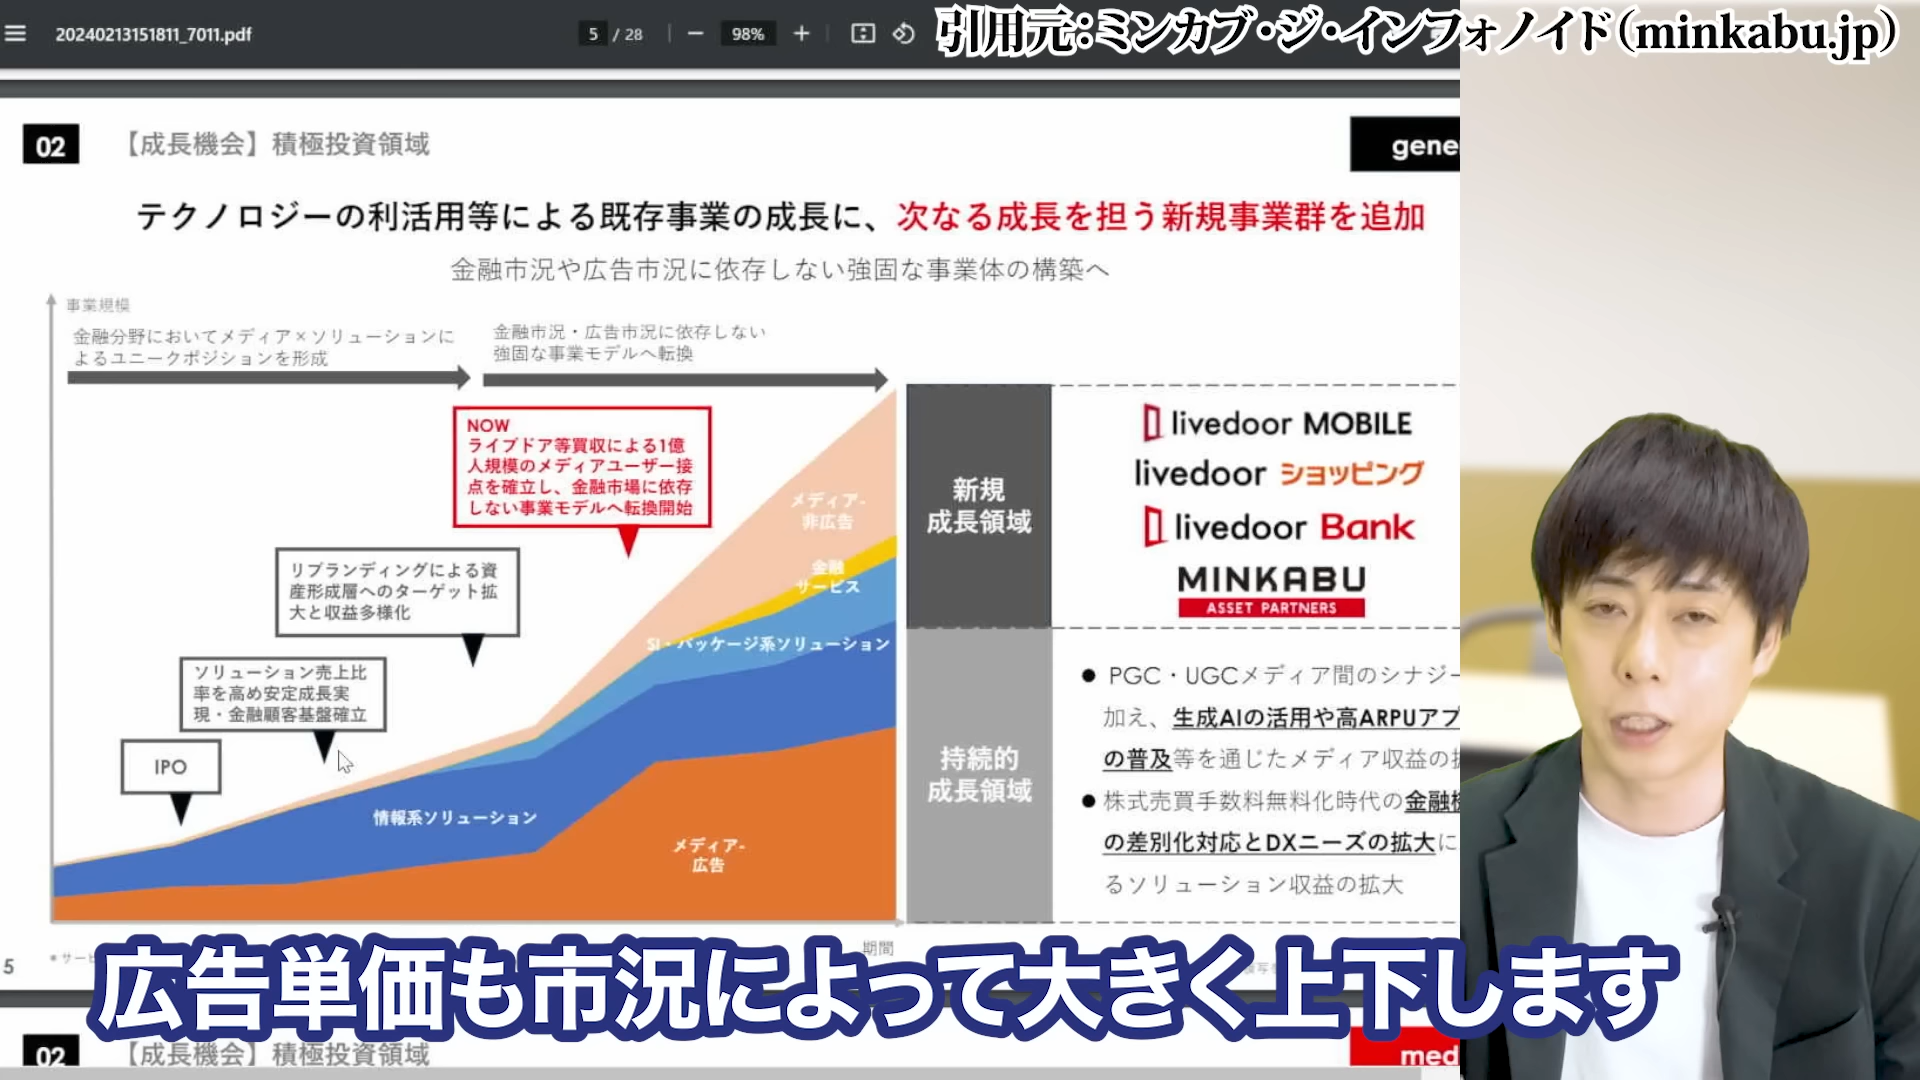 20240213151811_7011.pdf
5 / 28
98%
引用元：ミンカブ・ジ・インフォノイド（minkabu.jp）
02
【成長機会】積極投資領域
gene
テクノロジーの利活用等による既存事業の成長に、次なる成長を担う新規事業群を追加
金融市況や広告市況に依存しない強固な事業体の構築へ
事業規模
金融分野においてメディア×ソリューションに
よるユニークポジションを形成
金融市況・広告市況に依存しない
強固な事業モデルへ転換
NOW
ライブドア等買収による1億
人規模のメディアユーザー接
点を確立し、金融市場に依存
しない事業モデルへ転換開始
リブランディングによる資
産形成層へのターゲット拡
大と収益多様化
ソリューション売上比
率を高め安定成長実
現・金融顧客基盤確立
IPO
メディア-
非広告
金融
サービス
SI・パッケージ系ソリューション
情報系ソリューション
メディア-
広告
期間
新規
成長領域
livedoor MOBILE
livedoor ショッピング
livedoor Bank
MINKABU
ASSET PARTNERS
持続的
成長領域
● PGC・UGCメディア間のシナジー
加え、生成AIの活用や高ARPUアプ
の普及等を通じたメディア収益の拡
● 株式売買手数料無料化時代の金融機
の差別化対応とDXニーズの拡大に
るソリューション収益の拡大
5
*サービ
広告単価も市況によって大きく上下します
02
【成長機会】積極投資領域
med